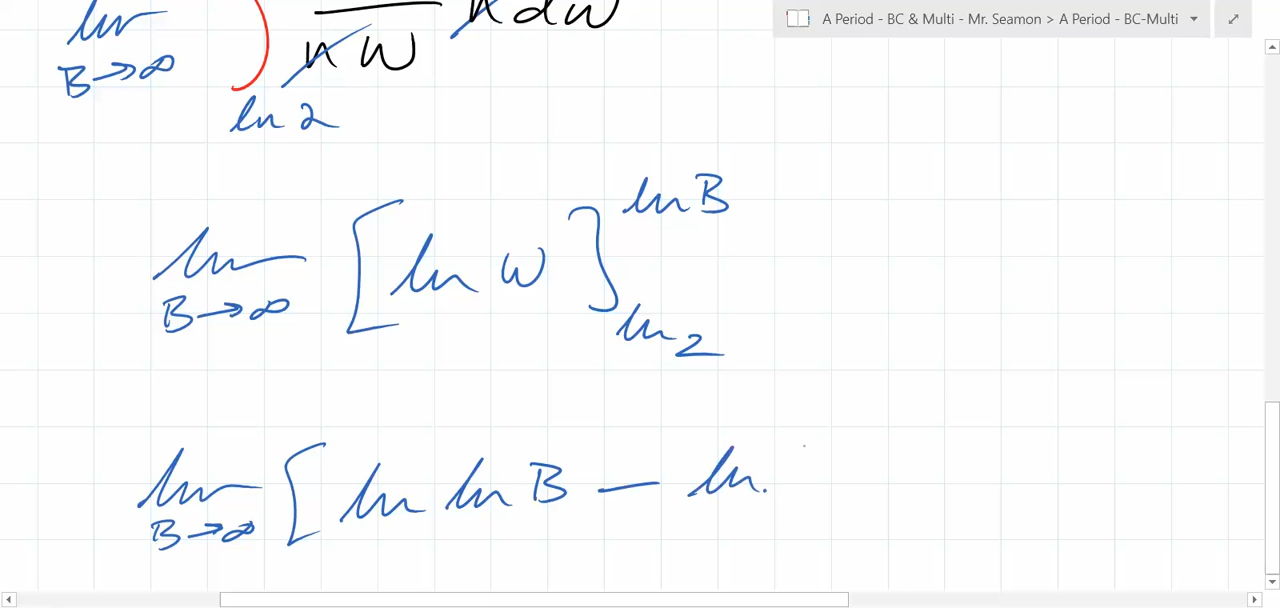 A Period - BC & Multi - Mr. Seamon > A Period - BC-Multi
lim B→∞ ∫ ln 2 / x w x dw
lim B→∞ [ ln w ] ln B ln 2
lim B→∞ [ ln ln B — ln